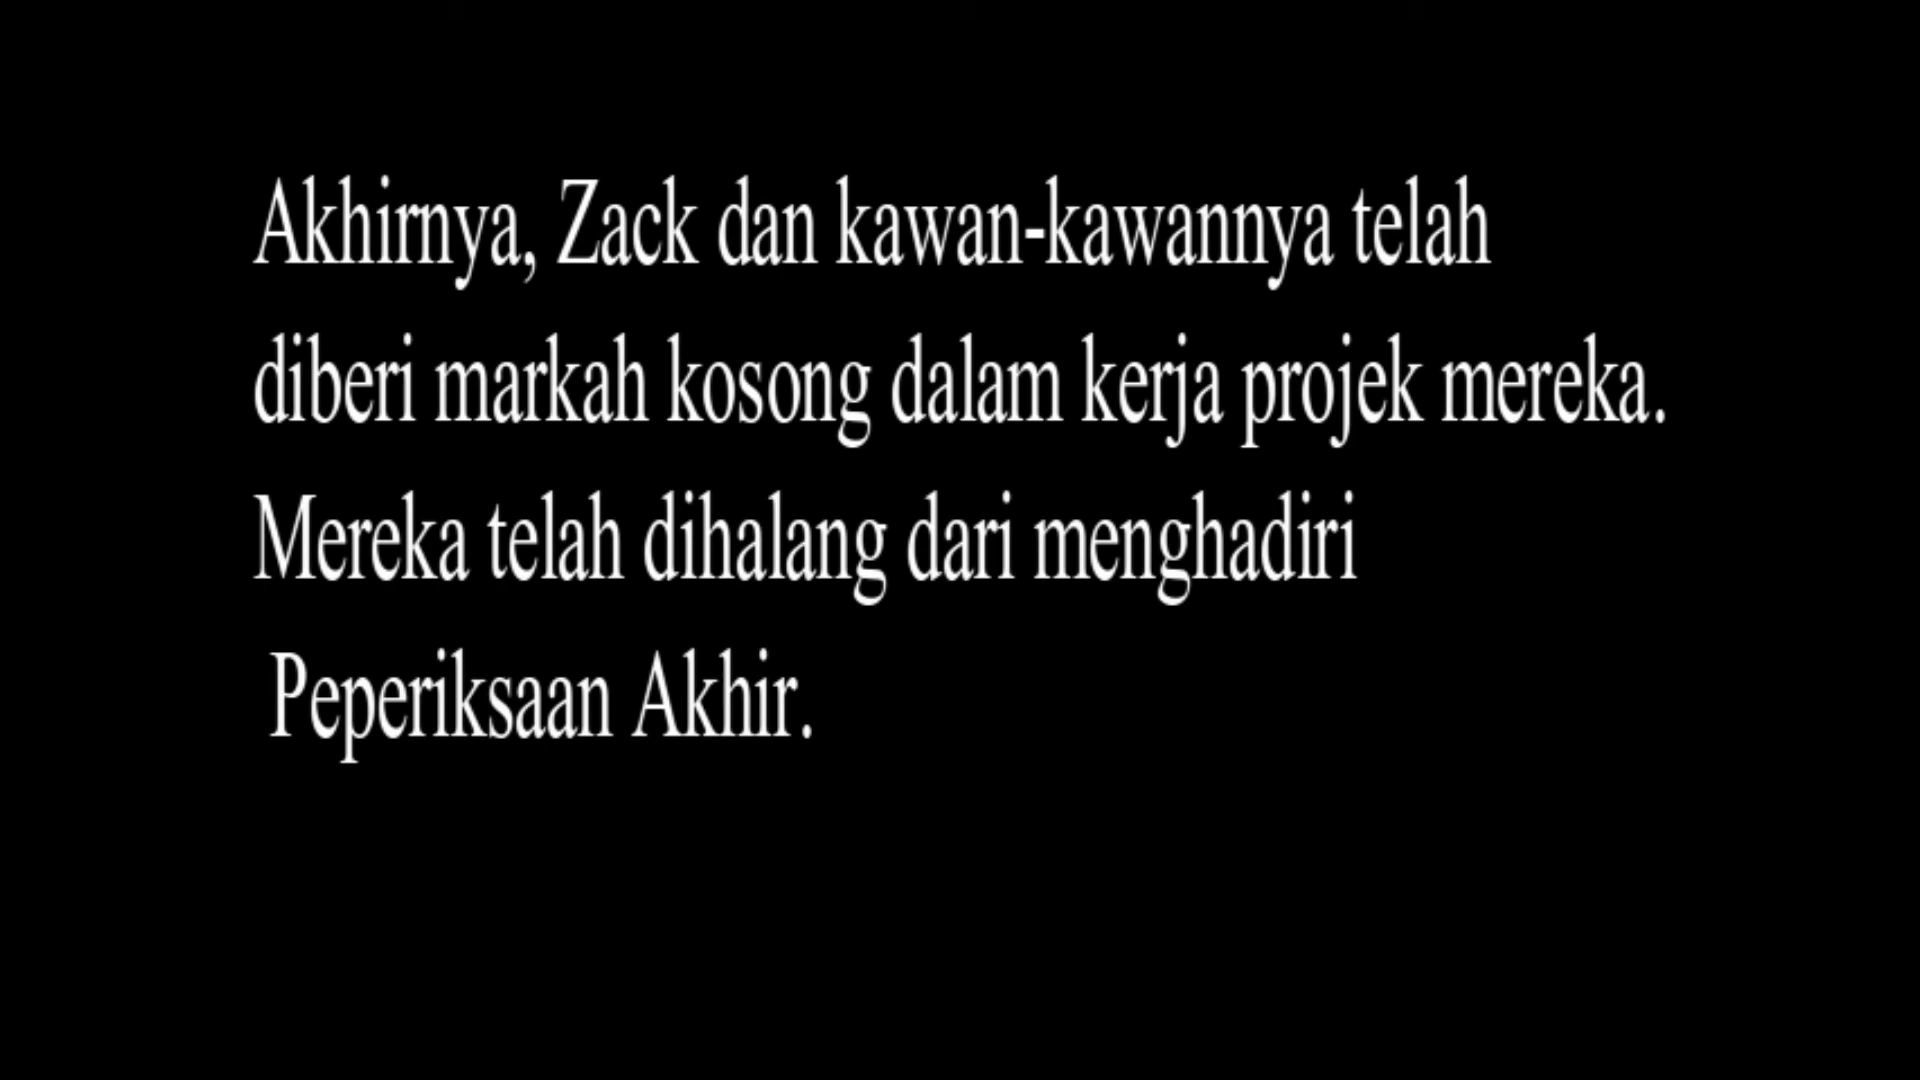 Akhirnya, Zack dan kawan-kawannya telah
diberi markah kosong dalam kerja projek mereka.
Mereka telah dihalang dari menghadiri
Peperiksaan Akhir.